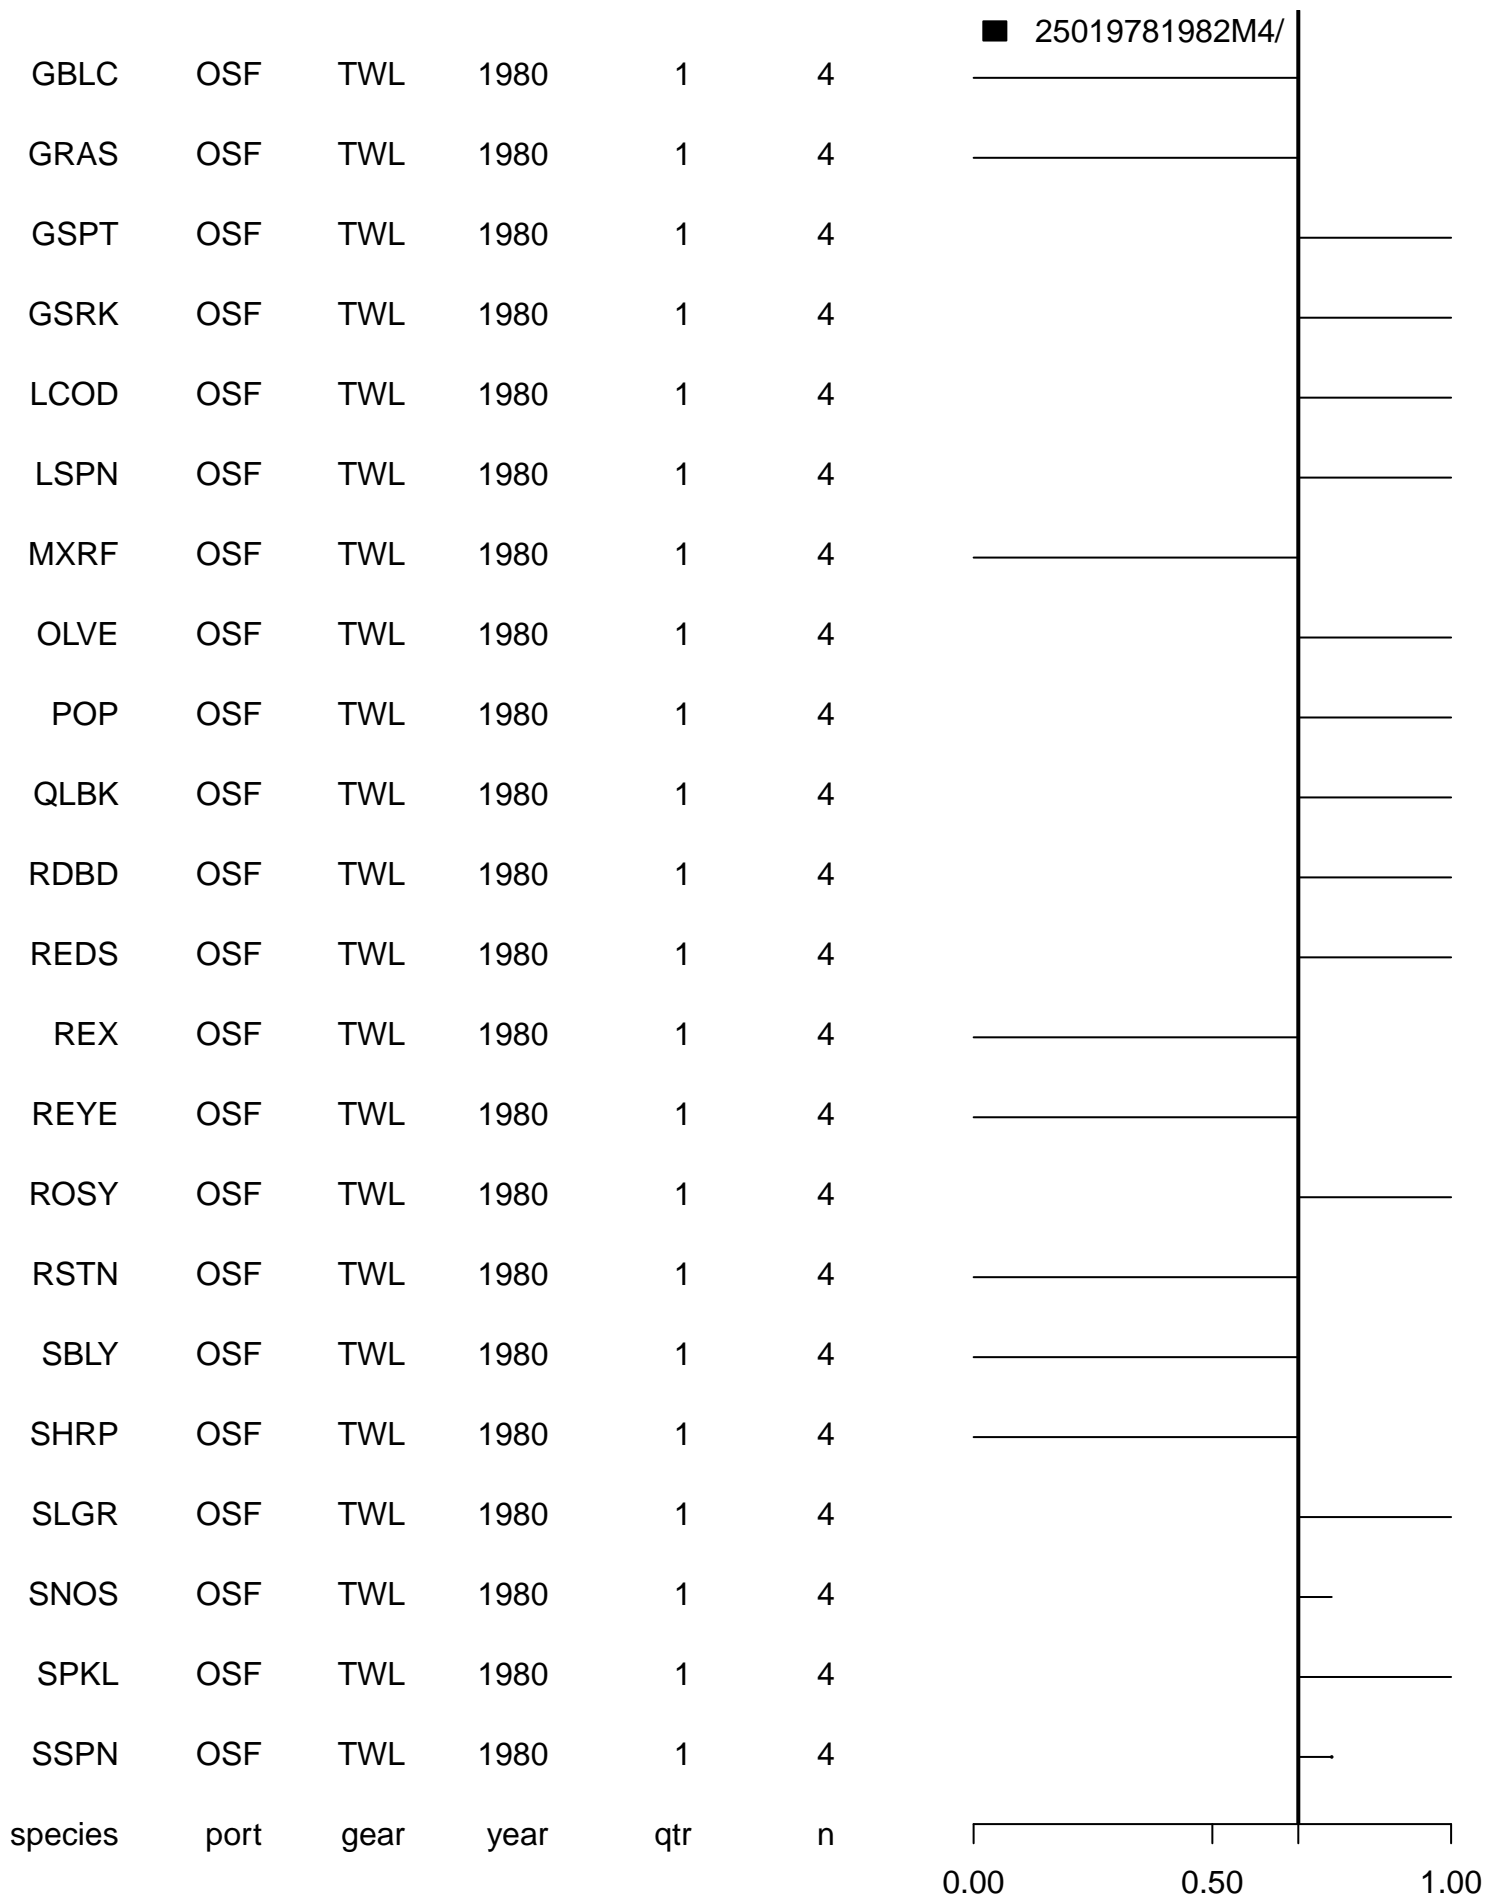 25019781982M4/
GBLC OSF TWL 1980 1 4
GRAS OSF TWL 1980 1 4
GSPT OSF TWL 1980 1 4
GSRK OSF TWL 1980 1 4
LCOD OSF TWL 1980 1 4
LSPN OSF TWL 1980 1 4
MXRF OSF TWL 1980 1 4
OLVE OSF TWL 1980 1 4
POP OSF TWL 1980 1 4
QLBK OSF TWL 1980 1 4
RDBD OSF TWL 1980 1 4
REDS OSF TWL 1980 1 4
REX OSF TWL 1980 1 4
REYE OSF TWL 1980 1 4
ROSY OSF TWL 1980 1 4
RSTN OSF TWL 1980 1 4
SBLY OSF TWL 1980 1 4
SHRP OSF TWL 1980 1 4
SLGR OSF TWL 1980 1 4
SNOS OSF TWL 1980 1 4
SPKL OSF TWL 1980 1 4
SSPN OSF TWL 1980 1 4
species port gear year qtr n
0.00 0.50 1.00